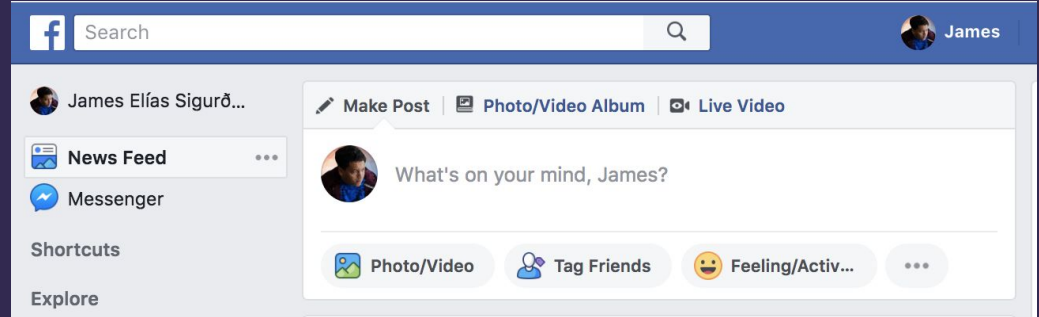 f
Search
James
James Elías Sigurð...
News Feed
Messenger
Shortcuts
Explore
Make Post
Photo/Video Album
Live Video
What's on your mind, James?
Photo/Video
Tag Friends
Feeling/Activ...